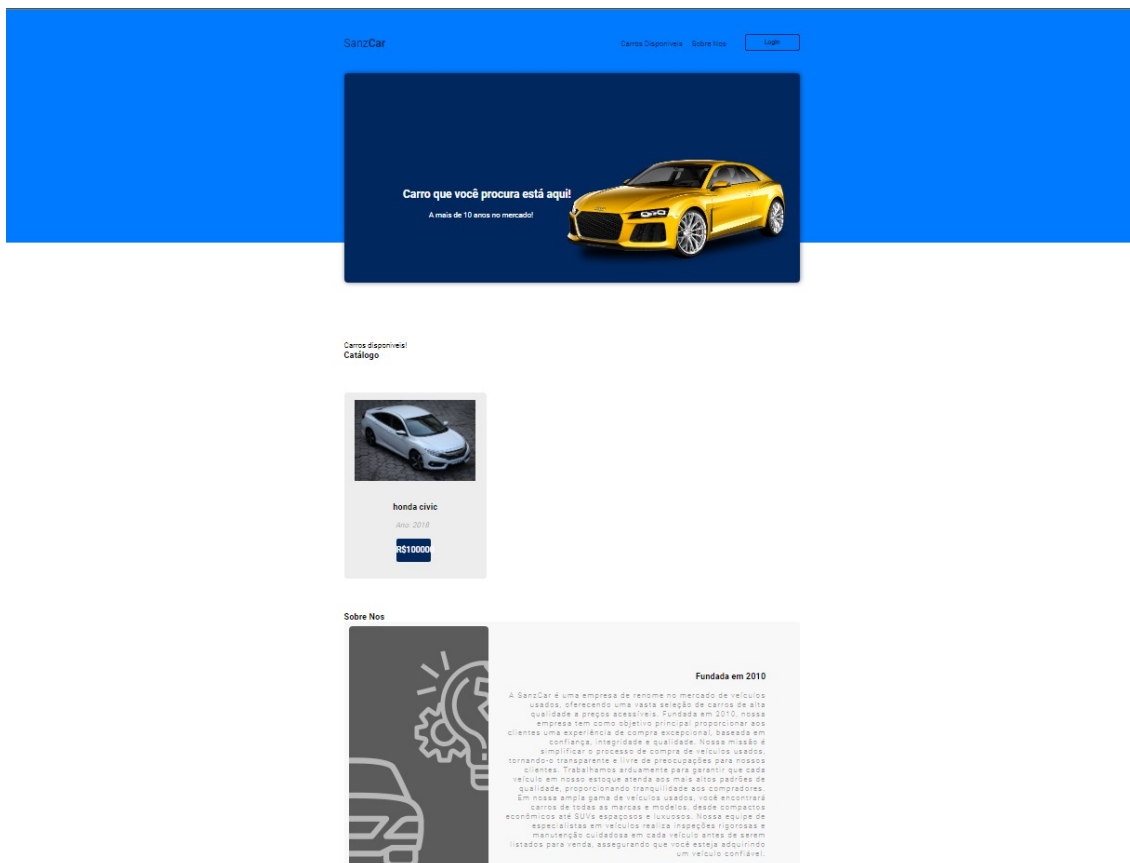 SanzCar
Carros Disponiveis Sobre Nos Login
Carro que você procura está aqui!
A mais de 10 anos no mercado!
Carros disponiveis!
Catálogo
honda civic
Ano: 2018
R$100000
Sobre Nos
Fundada em 2010
A SanzCar é uma empresa de renome no mercado de veículos
usados, oferecendo uma vasta seleção de carros de alta
qualidade a preços acessíveis. Fundada em 2010, nossa
empresa tem como objetivo principal proporcionar aos
clientes uma experiência de compra excepcional, baseada em
confiança, integridade e qualidade. Nossa missão é
simplificar o processo de compra de veículos usados,
tornando-o transparente e livre de preocupações para nossos
clientes. Trabalhamos arduamente para garantir que cada
veículo em nosso estoque atenda aos mais altos padrões de
qualidade, proporcionando tranquilidade aos compradores.
Em nossa ampla gama de veículos usados, você encontrará
carros de todas as marcas e modelos, desde compactos
econômicos até SUVs espaçosos e luxuosos. Nossa equipe de
especialistas em veículos realiza inspeções rigorosas e
manutenção cuidadosa em cada veículo antes de serem
listados para venda, assegurando que você esteja adquirindo
um veículo confiável.